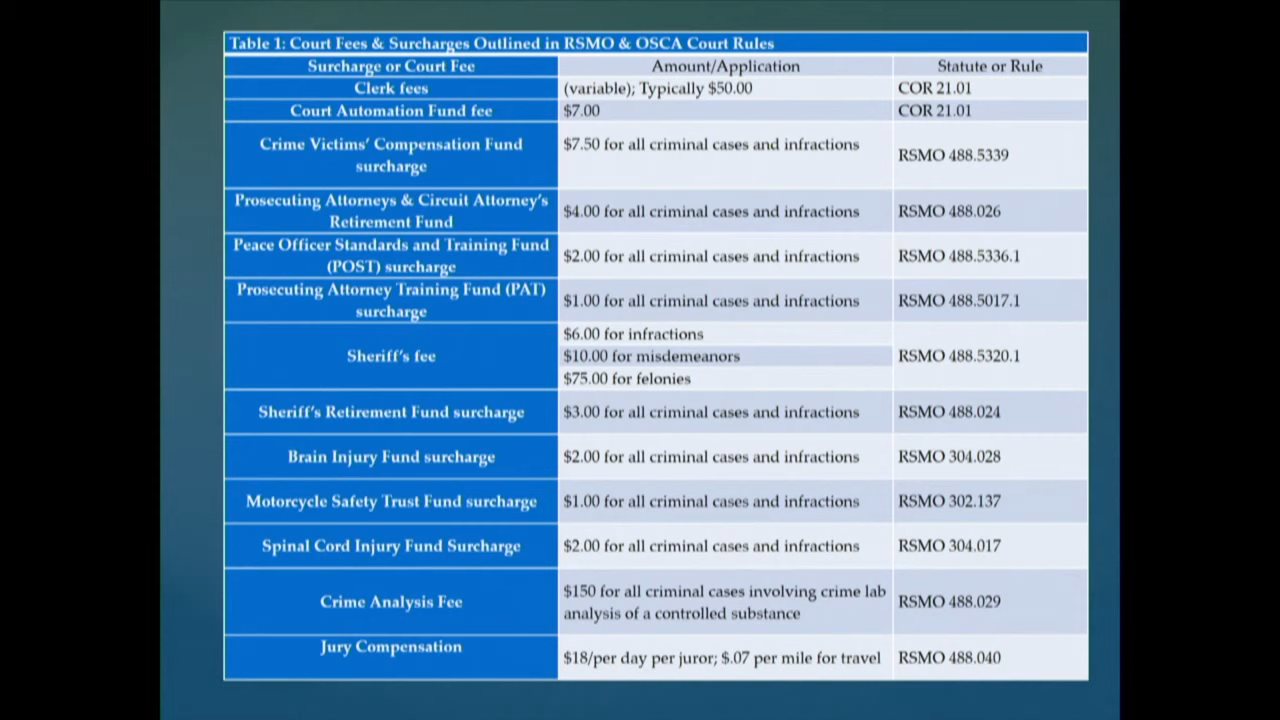 Table 1: Court Fees & Surcharges Outlined in RSMO & OSCA Court Rules
Surcharge or Court Fee Amount/Application Statute or Rule
Clerk fees (variable); Typically $50.00 COR 21.01
Court Automation Fund fee $7.00 COR 21.01
Crime Victims' Compensation Fund
surcharge
$7.50 for all criminal cases and infractions
RSMO 488.5339
Prosecuting Attorneys & Circuit Attorney's
Retirement Fund
$4.00 for all criminal cases and infractions
RSMO 488.026
Peace Officer Standards and Training Fund
(POST) surcharge
$2.00 for all criminal cases and infractions
RSMO 488.5336.1
Prosecuting Attorney Training Fund (PAT)
surcharge
$1.00 for all criminal cases and infractions
RSMO 488.5017.1
Sheriff's fee
$6.00 for infractions
$10.00 for misdemeanors
$75.00 for felonies
RSMO 488.5320.1
Sheriff's Retirement Fund surcharge $3.00 for all criminal cases and infractions RSMO 488.024
Brain Injury Fund surcharge $2.00 for all criminal cases and infractions RSMO 304.028
Motorcycle Safety Trust Fund surcharge $1.00 for all criminal cases and infractions RSMO 302.137
Spinal Cord Injury Fund Surcharge $2.00 for all criminal cases and infractions RSMO 304.017
Crime Analysis Fee
$150 for all criminal cases involving crime lab
analysis of a controlled substance
RSMO 488.029
Jury Compensation
$18/per day per juror; $.07 per mile for travel
RSMO 488.040